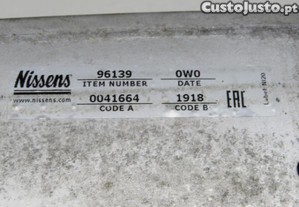 CustoJusto.pt
Nissens
www.nissens.com
96139 0W0
ITEM NUMBER DATE
0041664 1918
CODE A CODE B
EAC